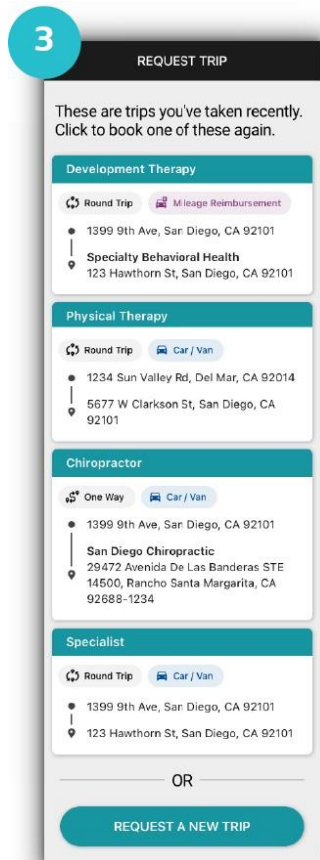 3
REQUEST TRIP
These are trips you've taken recently.
Click to book one of these again.
Development Therapy
Round Trip
Mileage Reimbursement
1399 9th Ave, San Diego, CA 92101
Specialty Behavioral Health
123 Hawthorn St, San Diego, CA 92101
Physical Therapy
Round Trip
Car / Van
1234 Sun Valley Rd, Del Mar, CA 92014
5677 W Clarkson St, San Diego, CA
92101
Chiropractor
One Way
Car / Van
1399 9th Ave, San Diego, CA 92101
San Diego Chiropractic
29472 Avenida De Las Banderas STE
14500, Rancho Santa Margarita, CA
92688-1234
Specialist
Round Trip
Car / Van
1399 9th Ave, San Diego, CA 92101
123 Hawthorn St, San Diego, CA 92101
OR
REQUEST A NEW TRIP